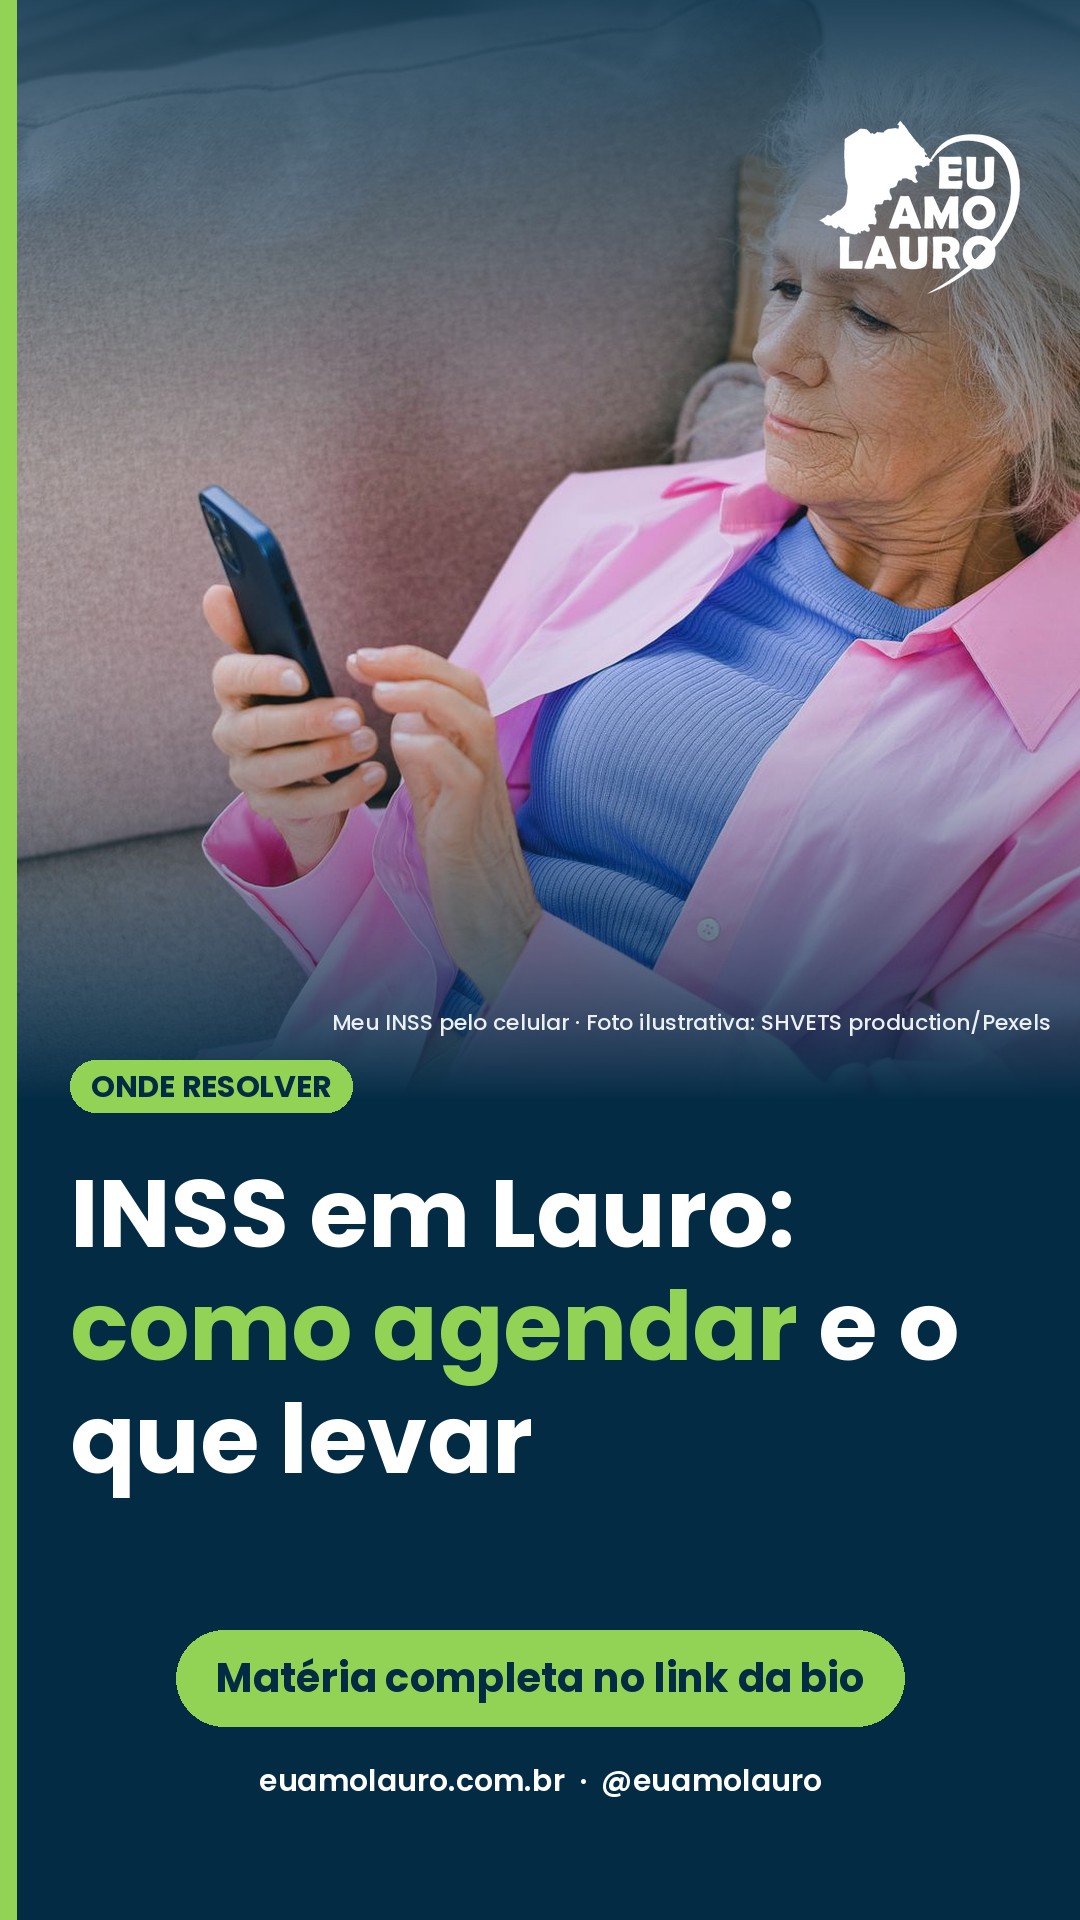 EU
AMO
LAURO
Meu INSS pelo celular · Foto ilustrativa: SHVETS production/Pexels
ONDE RESOLVER
INSS em Lauro:
como agendar e o
que levar
Matéria completa no link da bio
euamolauro.com.br · @euamolauro